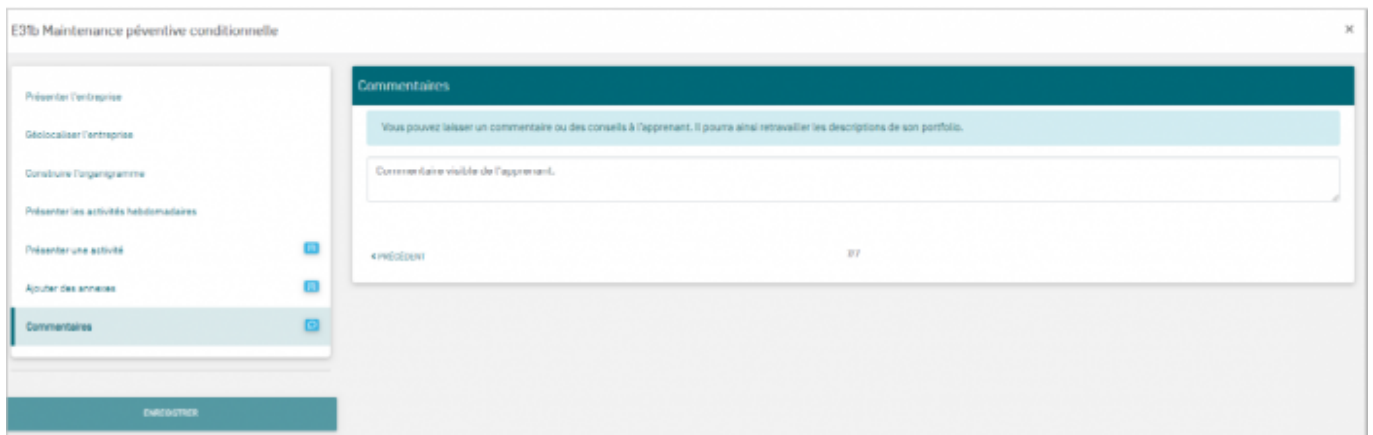 E31b Maintenance péventive conditionnelle
×
Présenter l'entreprise
Géolocaliser l'entreprise
Construire l'organigramme
Présenter les activités hebdomadaires
Présenter une activité
Ajouter des annexes
Commentaires
ENREGISTRER
Commentaires
Vous pouvez laisser un commentaire ou des conseils à l'apprenant. Il pourra ainsi retravailler les descriptions de son portfolio.
Commentaire visible de l'apprenant.
< PRÉCÉDENT
7/7